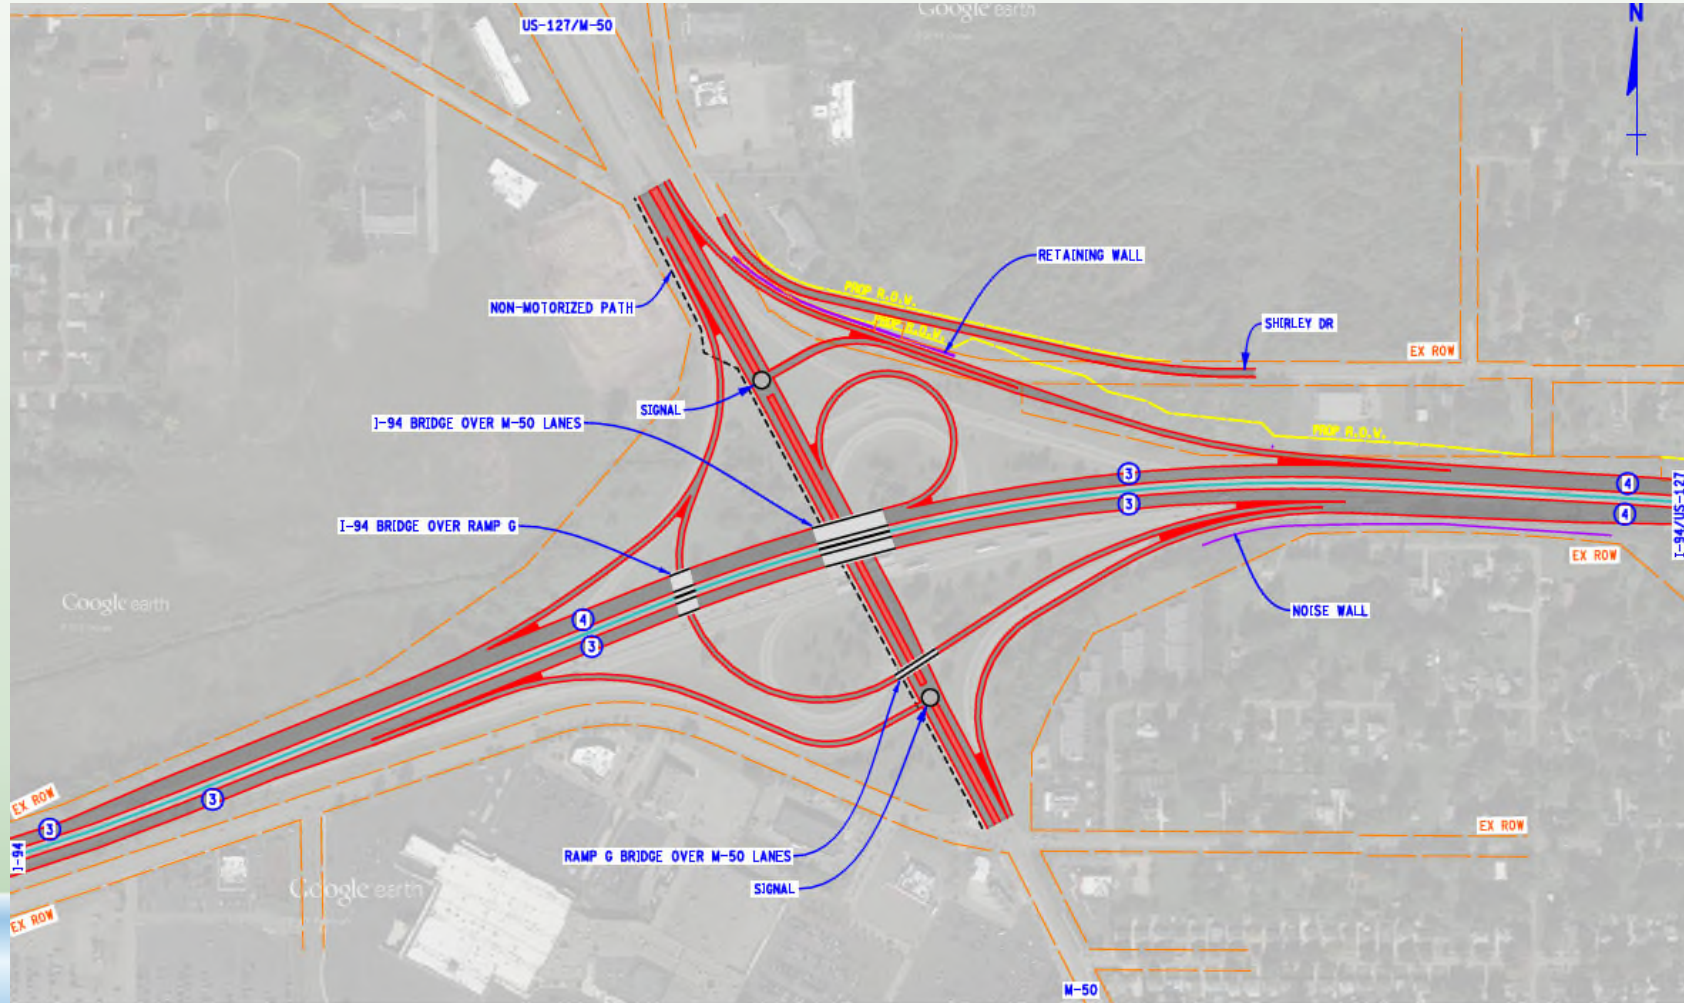 Google earth
N
US-127/M-50
RETAINING WALL
PROP R.O.W.
NON-MOTORIZED PATH
PROP R.O.W.
SHIRLEY DR
EX ROW
SIGNAL
I-94 BRIDGE OVER M-50 LANES
PROP R.O.W.
3
4
3
4
I-94/US-127
I-94 BRIDGE OVER RAMP G
EX ROW
Google earth
NOISE WALL
4
3
EX ROW
3
3
I-94
EX ROW
RAMP G BRIDGE OVER M-50 LANES
SIGNAL
Google earth
EX ROW
M-50